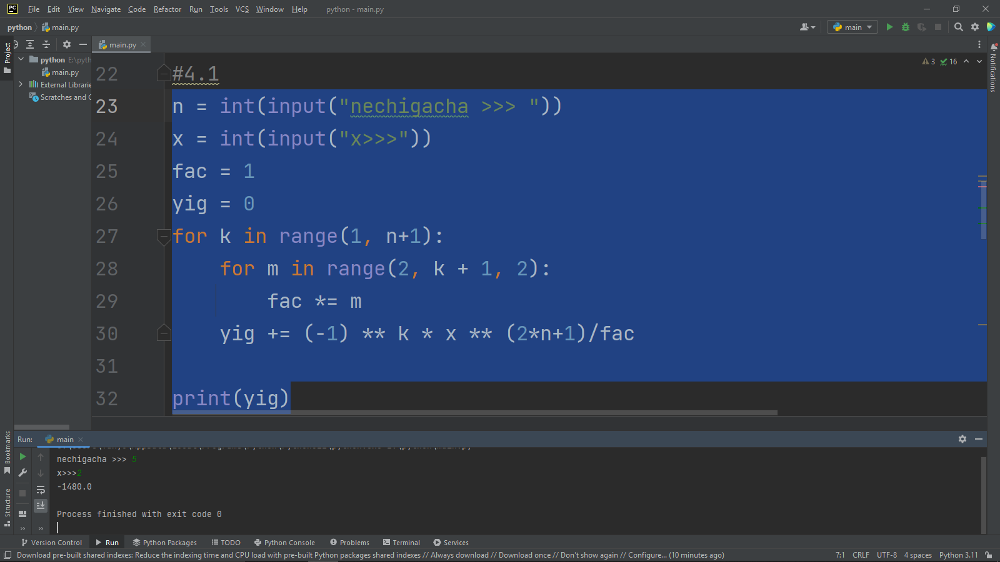 PC File Edit View Navigate Code Refactor Run Tools VCS Window Help python - main.py
python main.py
main
Project
main.py
python E:\pyth
main.py
External Librarie
Scratches and C
3 16
Notifications
22 #4.1
23 n = int(input("nechigacha >>> "))
24 x = int(input("x>>>"))
25 fac = 1
26 yig = 0
27 for k in range(1, n+1):
28 for m in range(2, k + 1, 2):
29 fac *= m
30 yig += (-1) ** k * x ** (2*n+1)/fac
31
32 print(yig)
Bookmarks
Structure
Run: main
nechigacha >>> 5
x>>>2
-1480.0
Process finished with exit code 0
Version Control Run Python Packages TODO Python Console Problems Terminal Services
Download pre-built shared indexes: Reduce the indexing time and CPU load with pre-built Python packages shared indexes // Always download // Download once // Don't show again // Configure... (10 minutes ago) 7:1 CRLF UTF-8 4 spaces Python 3.11